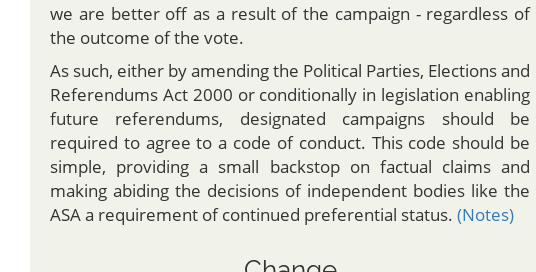 we are better off as a result of the campaign - regardless of
the outcome of the vote.
As such, either by amending the Political Parties, Elections and
Referendums Act 2000 or conditionally in legislation enabling
future referendums, designated campaigns should be
required to agree to a code of conduct. This code should be
simple, providing a small backstop on factual claims and
making abiding the decisions of independent bodies like the
ASA a requirement of continued preferential status. (Notes)
Change